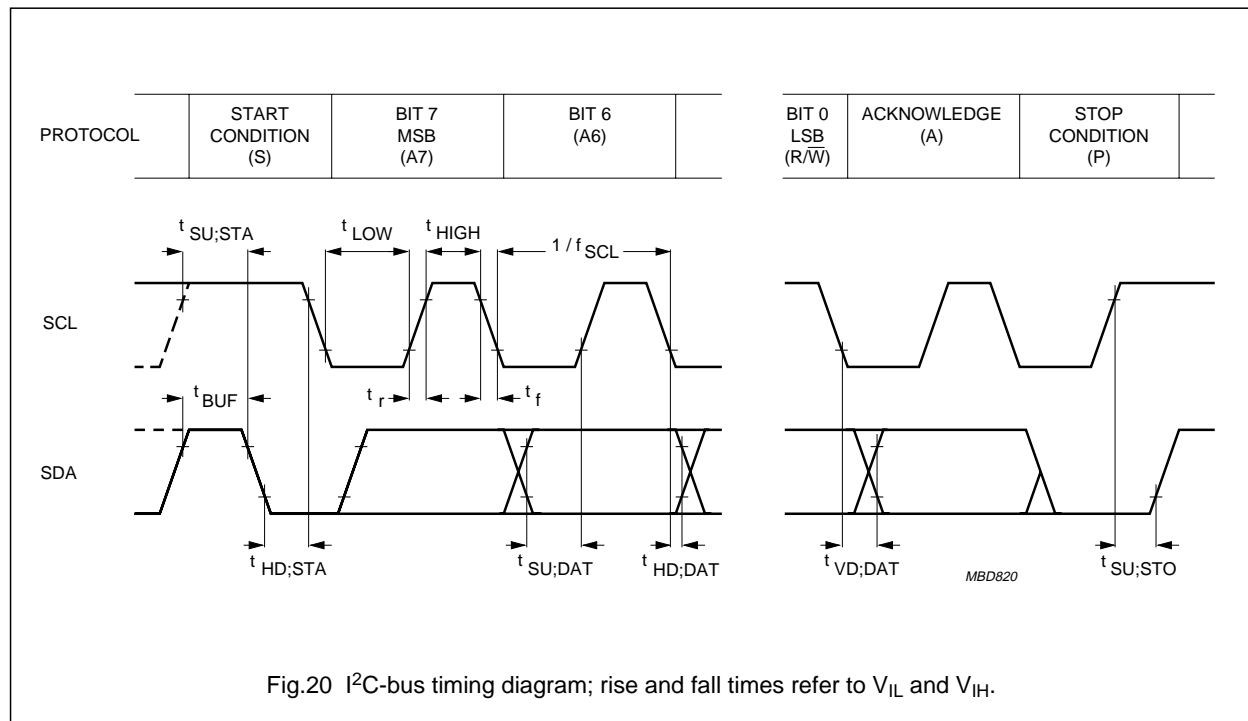 PROTOCOL
START
CONDITION
(S)
BIT 7
MSB
(A7)
BIT 6
(A6)
BIT 0
LSB
(R/W̅)
ACKNOWLEDGE
(A)
STOP
CONDITION
(P)
t SU;STA
t LOW
t HIGH
1 / f SCL
SCL
t BUF
t r
t f
SDA
t HD;STA
t SU;DAT
t HD;DAT
t VD;DAT
MBD820
t SU;STO
Fig.20 I²C-bus timing diagram; rise and fall times refer to VIL and VIH.